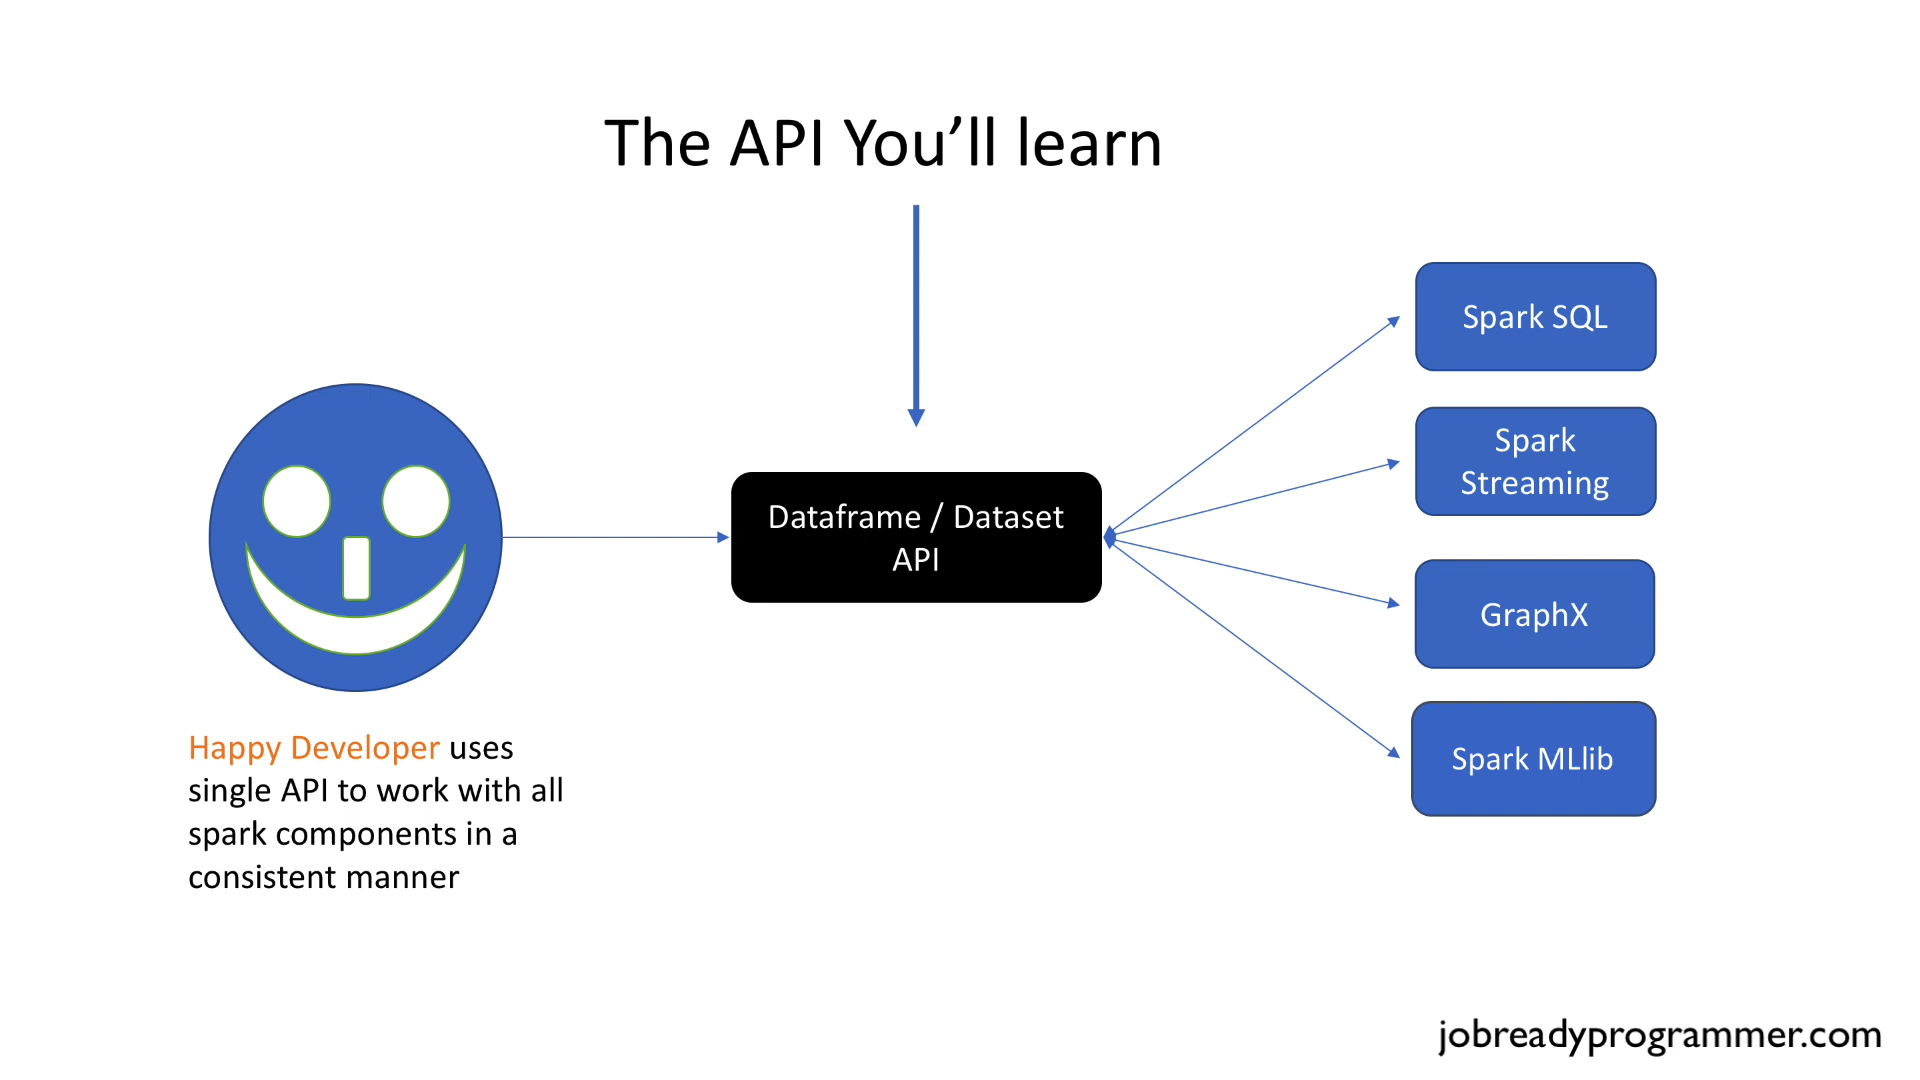 The API You’ll learn
Spark SQL
Spark
Streaming
Dataframe / Dataset
API
GraphX
Spark MLlib
Happy Developer uses
single API to work with all
spark components in a
consistent manner
jobreadyprogrammer.com